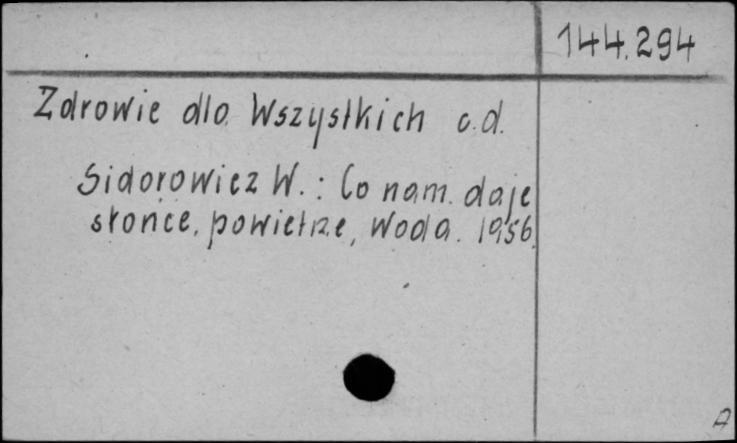 144.294
Zdrowie dla Wszystkich c.d.
Sidorowicz W. : Co nam daje
słońce, powietrze, woda. 1956.
A